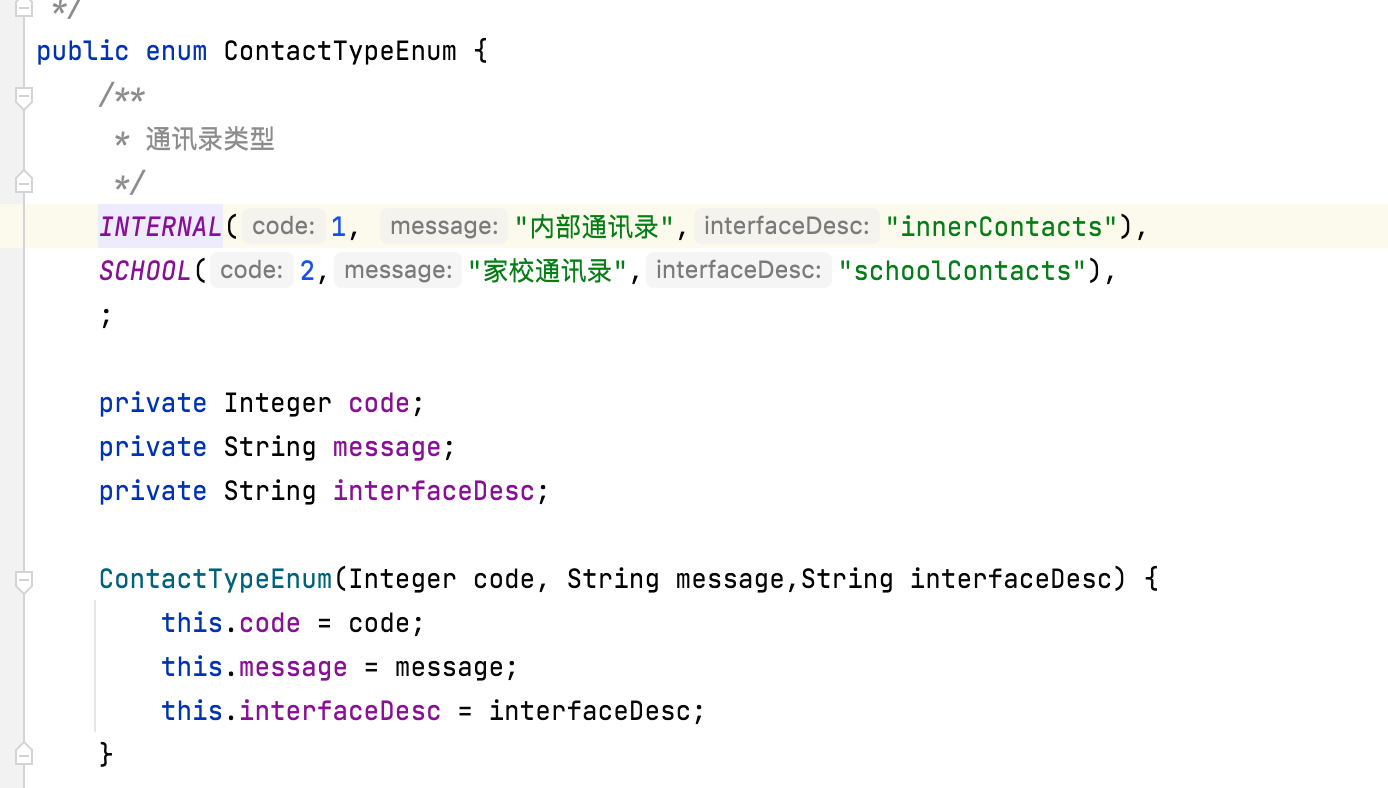 */
public enum ContactTypeEnum {
/**
* 通讯录类型
*/
INTERNAL( code: 1, message: "内部通讯录", interfaceDesc: "innerContacts"),
SCHOOL( code: 2, message: "家校通讯录", interfaceDesc: "schoolContacts"),
;
private Integer code;
private String message;
private String interfaceDesc;
ContactTypeEnum(Integer code, String message,String interfaceDesc) {
this.code = code;
this.message = message;
this.interfaceDesc = interfaceDesc;
}